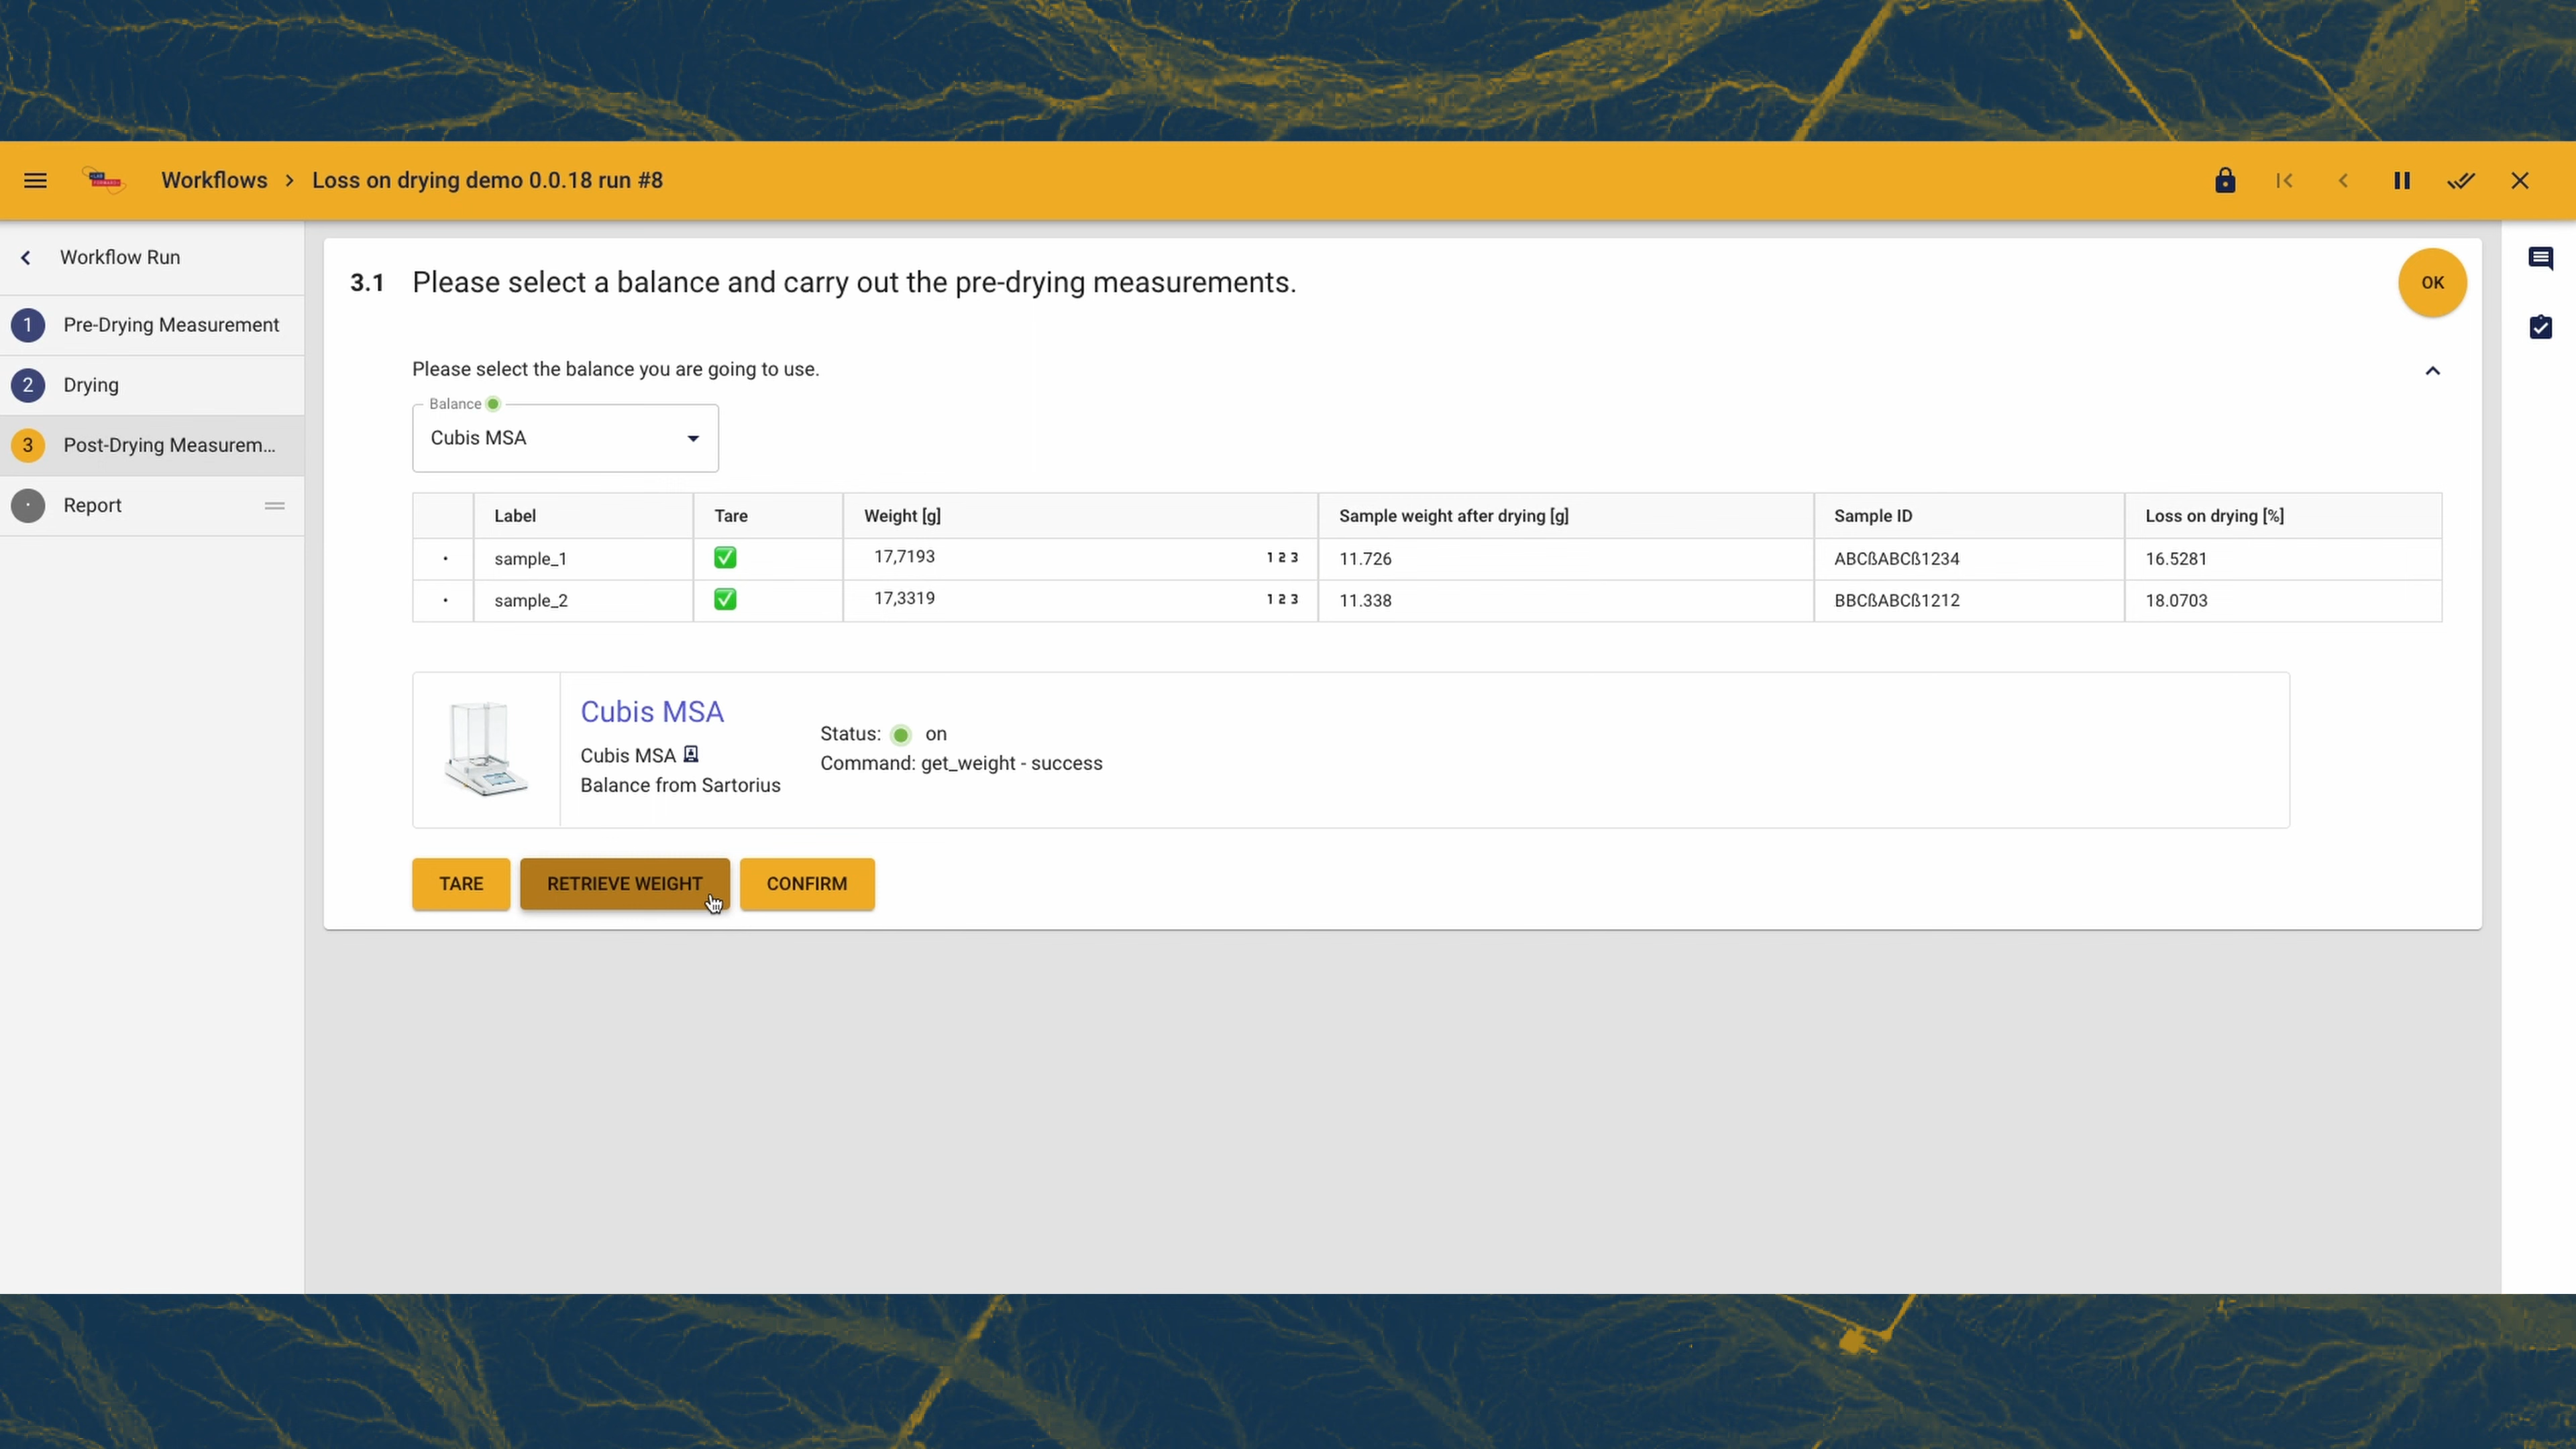 Workflows > Loss on drying demo 0.0.18 run #8
Workflow Run
1 Pre-Drying Measurement
2 Drying
3 Post-Drying Measurem...
Report
3.1 Please select a balance and carry out the pre-drying measurements.
OK
Please select the balance you are going to use.
Balance
Cubis MSA
Label Tare Weight [g] Sample weight after drying [g] Sample ID Loss on drying [%]
sample_1 17,7193 1 2 3 11.726 ABCßABCß1234 16.5281
sample_2 17,3319 1 2 3 11.338 BBCßABCß1212 18.0703
Cubis MSA
Cubis MSA
Balance from Sartorius
Status: on
Command: get_weight - success
TARE RETRIEVE WEIGHT CONFIRM